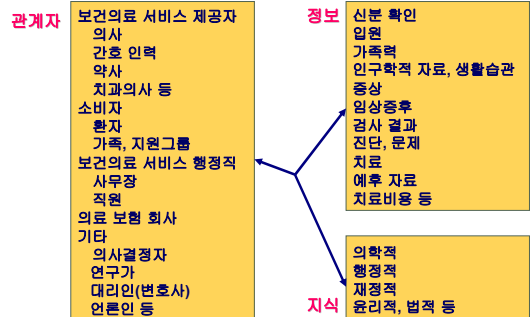 관계자
보건의료 서비스 제공자
의사
간호 인력
약사
치과의사 등
소비자
환자
가족, 지원그룹
보건의료 서비스 행정직
사무장
직원
의료 보험 회사
기타
의사결정자
연구가
대리인(변호사)
언론인 등
정보
신분 확인
입원
가족력
인구학적 자료, 생활습관
증상
임상증후
검사 결과
진단, 문제
치료
예후 자료
치료비용 등
지식
의학적
행정적
재정적
윤리적, 법적 등